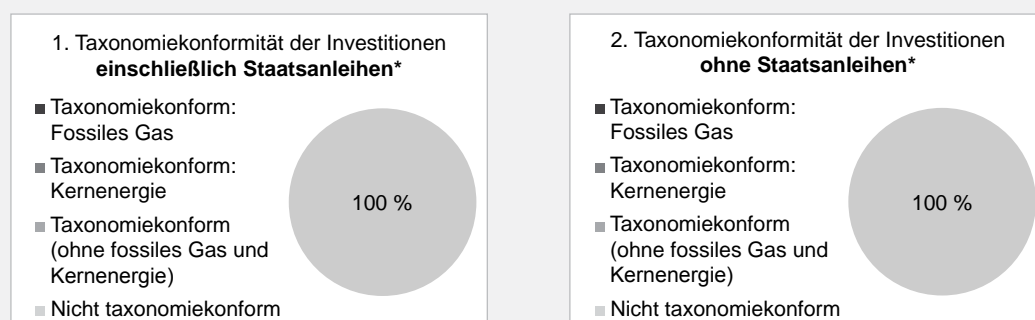 1. Taxonomiekonformität der Investitionen
einschließlich Staatsanleihen*
Taxonomiekonform:
Fossiles Gas
Taxonomiekonform:
Kernenergie
Taxonomiekonform
(ohne fossiles Gas und
Kernenergie)
Nicht taxonomiekonform
100 %
2. Taxonomiekonformität der Investitionen
ohne Staatsanleihen*
Taxonomiekonform:
Fossiles Gas
Taxonomiekonform:
Kernenergie
Taxonomiekonform
(ohne fossiles Gas und
Kernenergie)
Nicht taxonomiekonform
100 %